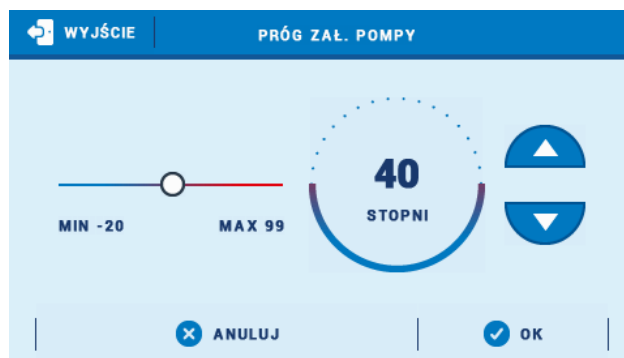 WYJŚCIE
PRÓG ZAŁ. POMPY
40
STOPNI
MIN -20
MAX 99
ANULUJ
OK